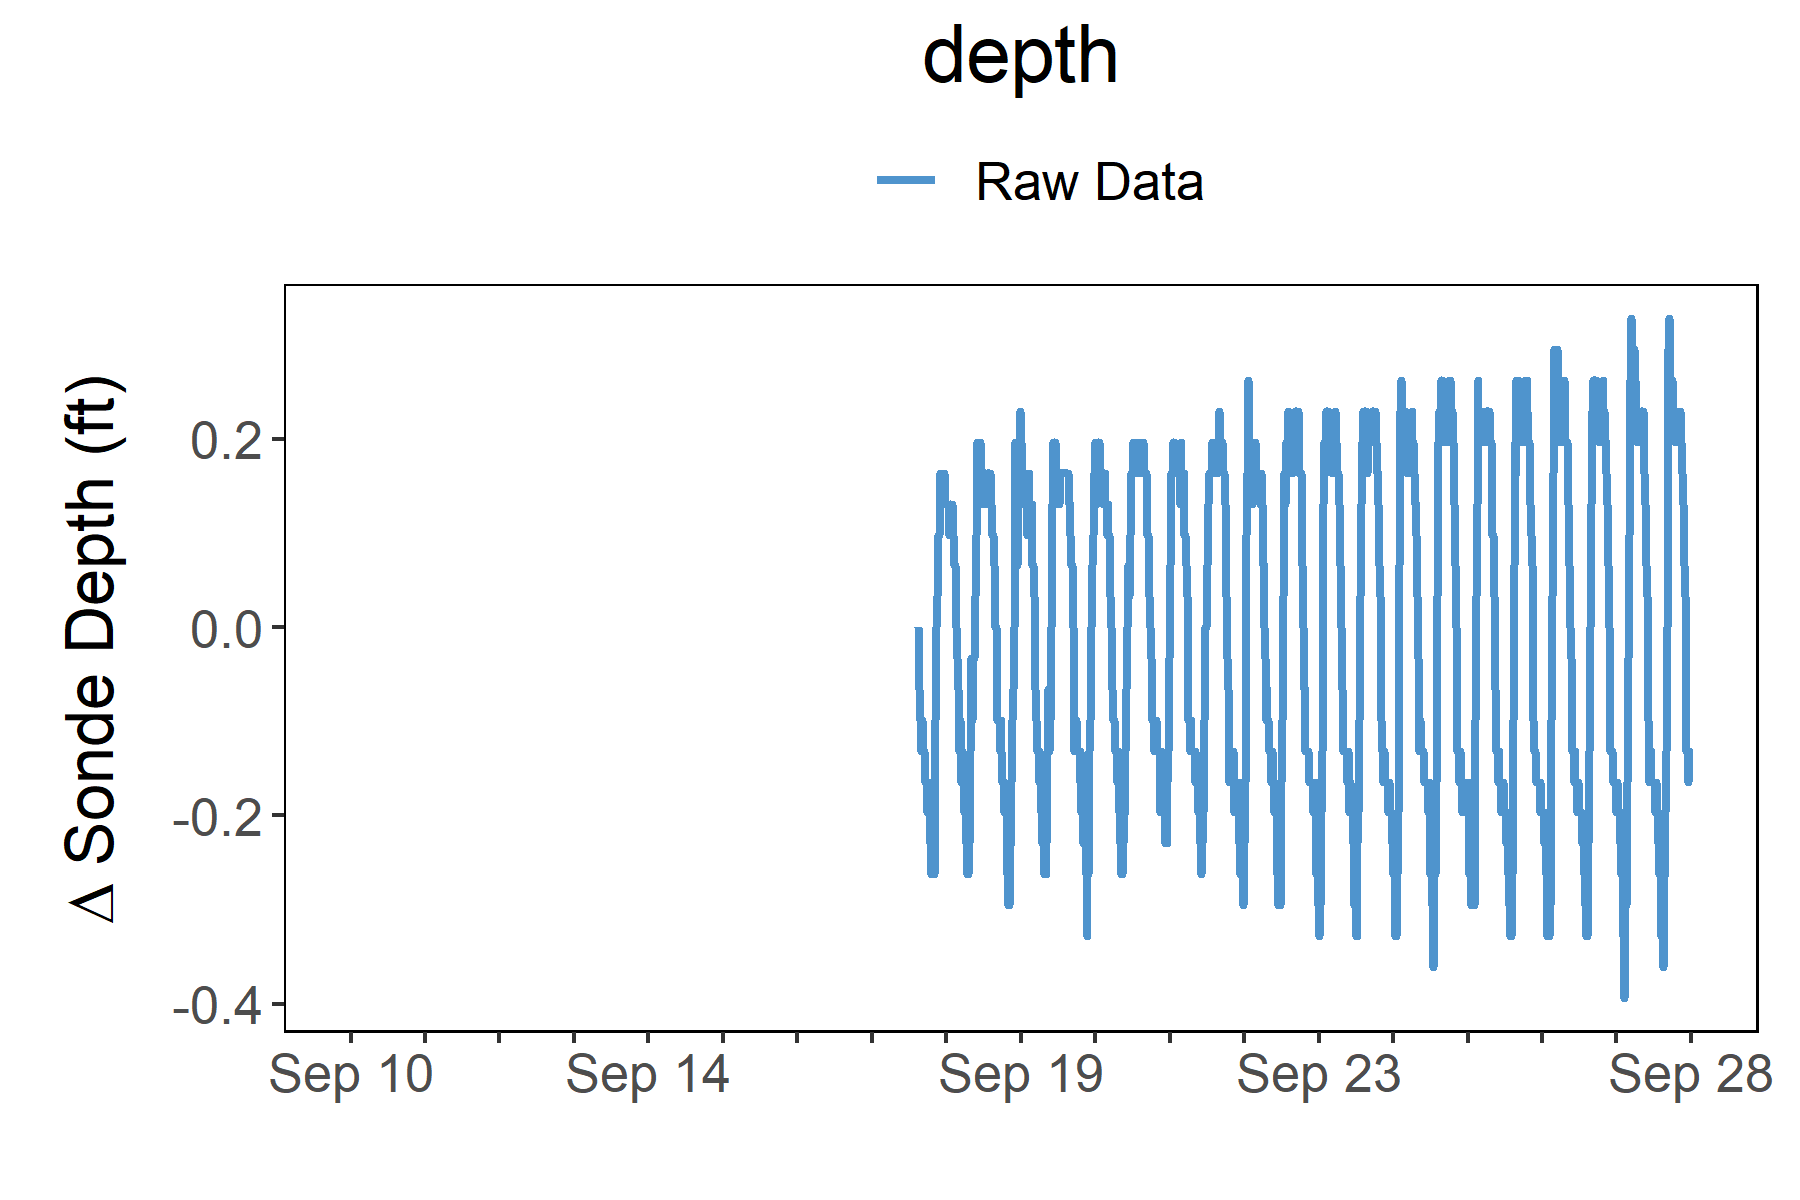 depth
Raw Data
Δ Sonde Depth (ft)
0.2
0.0
-0.2
-0.4
Sep 10 Sep 14 Sep 19 Sep 23 Sep 28